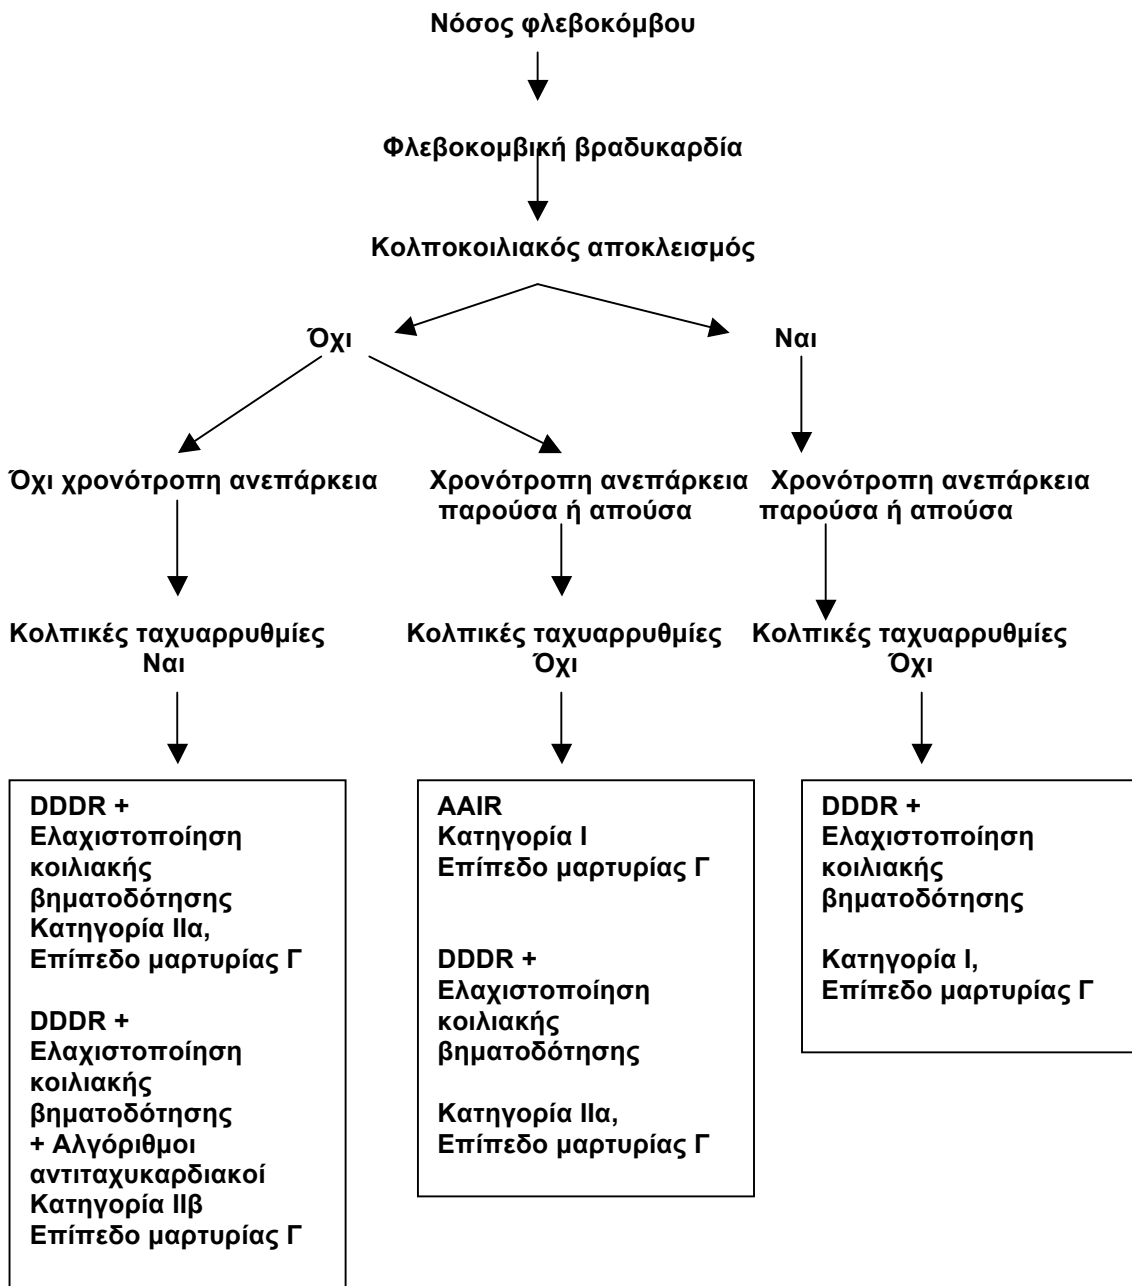 Νόσος φλεβοκόμβου
Φλεβοκομβική βραδυκαρδία
Κολποκοιλιακός αποκλεισμός
Όχι
Ναι
Όχι χρονότροπη ανεπάρκεια
Χρονότροπη ανεπάρκεια
παρούσα ή απούσα
Χρονότροπη ανεπάρκεια
παρούσα ή απούσα
Κολπικές ταχυαρρυθμίες
Ναι
Κολπικές ταχυαρρυθμίες
Όχι
Κολπικές ταχυαρρυθμίες
Όχι
DDDR +
Ελαχιστοποίηση
κοιλιακής
βηματοδότησης
Κατηγορία ΙΙα,
Επίπεδο μαρτυρίας Γ
DDDR +
Ελαχιστοποίηση
κοιλιακής
βηματοδότησης
+ Αλγόριθμοι
αντιταχυκαρδιακοί
Κατηγορία ΙΙβ
Επίπεδο μαρτυρίας Γ
AAIR
Κατηγορία Ι
Επίπεδο μαρτυρίας Γ
DDDR +
Ελαχιστοποίηση
κοιλιακής
βηματοδότησης
Κατηγορία ΙΙα,
Επίπεδο μαρτυρίας Γ
DDDR +
Ελαχιστοποίηση
κοιλιακής
βηματοδότησης
Κατηγορία Ι,
Επίπεδο μαρτυρίας Γ